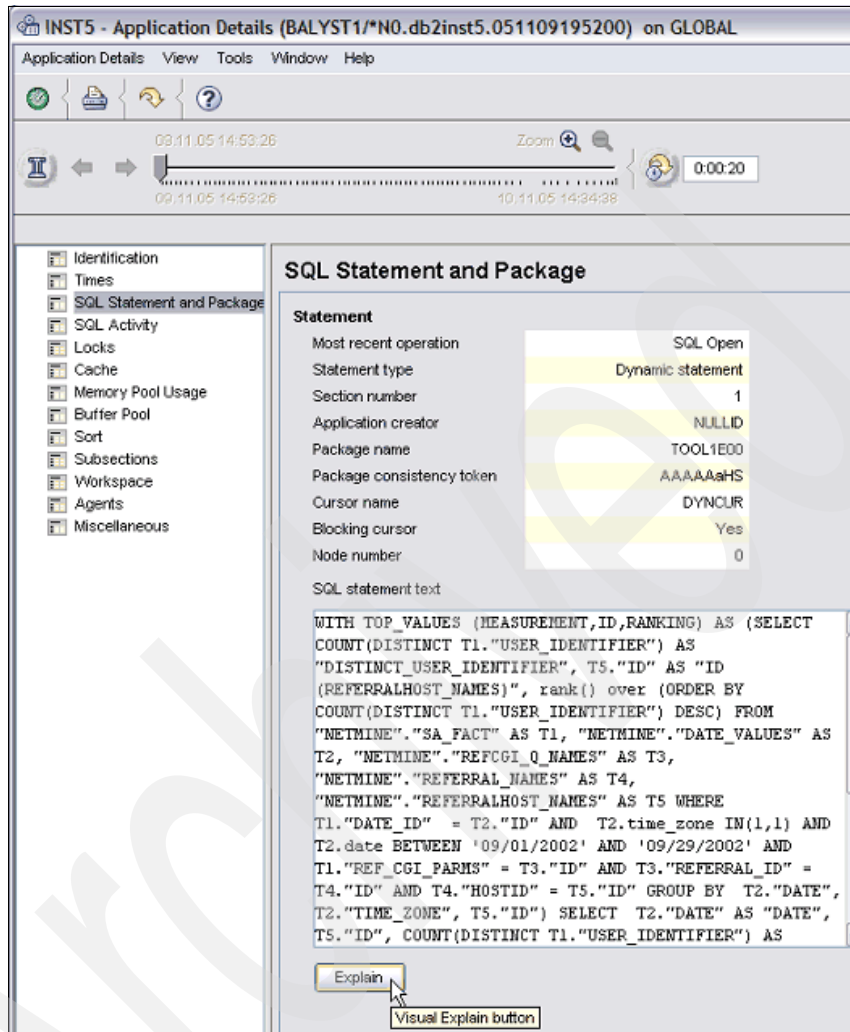 INST5 - Application Details (BALYST1/*N0.db2inst5.051109195200) on GLOBAL
Application Details View Tools Window Help
09.11.05 14:53:26
Zoom
0:00:20
09.11.05 14:53:26
10.11.05 14:34:38
Identification
Times
SQL Statement and Package
SQL Activity
Locks
Cache
Memory Pool Usage
Buffer Pool
Sort
Subsections
Workspace
Agents
Miscellaneous
SQL Statement and Package
Statement
Most recent operation SQL Open
Statement type Dynamic statement
Section number 1
Application creator NULLID
Package name TOOL1E00
Package consistency token AAAAAaHS
Cursor name DYNCUR
Blocking cursor Yes
Node number 0
SQL statement text
WITH TOP_VALUES (MEASUREMENT,ID,RANKING) AS (SELECT
COUNT(DISTINCT T1."USER_IDENTIFIER") AS
"DISTINCT_USER_IDENTIFIER", T5."ID" AS "ID
(REFERRALHOST_NAMES)", rank() over (ORDER BY
COUNT(DISTINCT T1."USER_IDENTIFIER") DESC) FROM
"NETMINE"."SA_FACT" AS T1, "NETMINE"."DATE_VALUES" AS
T2, "NETMINE"."REFCGI_Q_NAMES" AS T3,
"NETMINE"."REFERRAL_NAMES" AS T4,
"NETMINE"."REFERRALHOST_NAMES" AS T5 WHERE
T1."DATE_ID" = T2."ID" AND T2.time_zone IN(1,1) AND
T2.date BETWEEN '09/01/2002' AND '09/29/2002' AND
T1."REF_CGI_PARMS" = T3."ID" AND T3."REFERRAL_ID" =
T4."ID" AND T4."HOSTID" = T5."ID" GROUP BY T2."DATE",
T2."TIME_ZONE", T5."ID") SELECT T2."DATE" AS "DATE",
T5."ID", COUNT(DISTINCT T1."USER_IDENTIFIER") AS
Explain
Visual Explain button